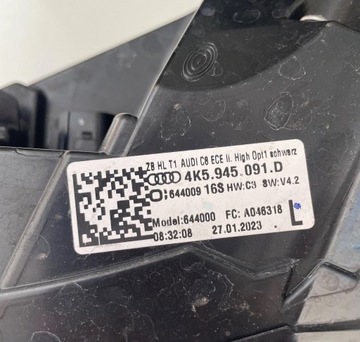 ZB HL T1 AUDI C8 ECE li. High Opt1 schwarz
4K5.945.091.D
:644009 16S HW:C3 SW:V4.2
Model:644000 FC: A046318 L
08:32:08 27.01.2023